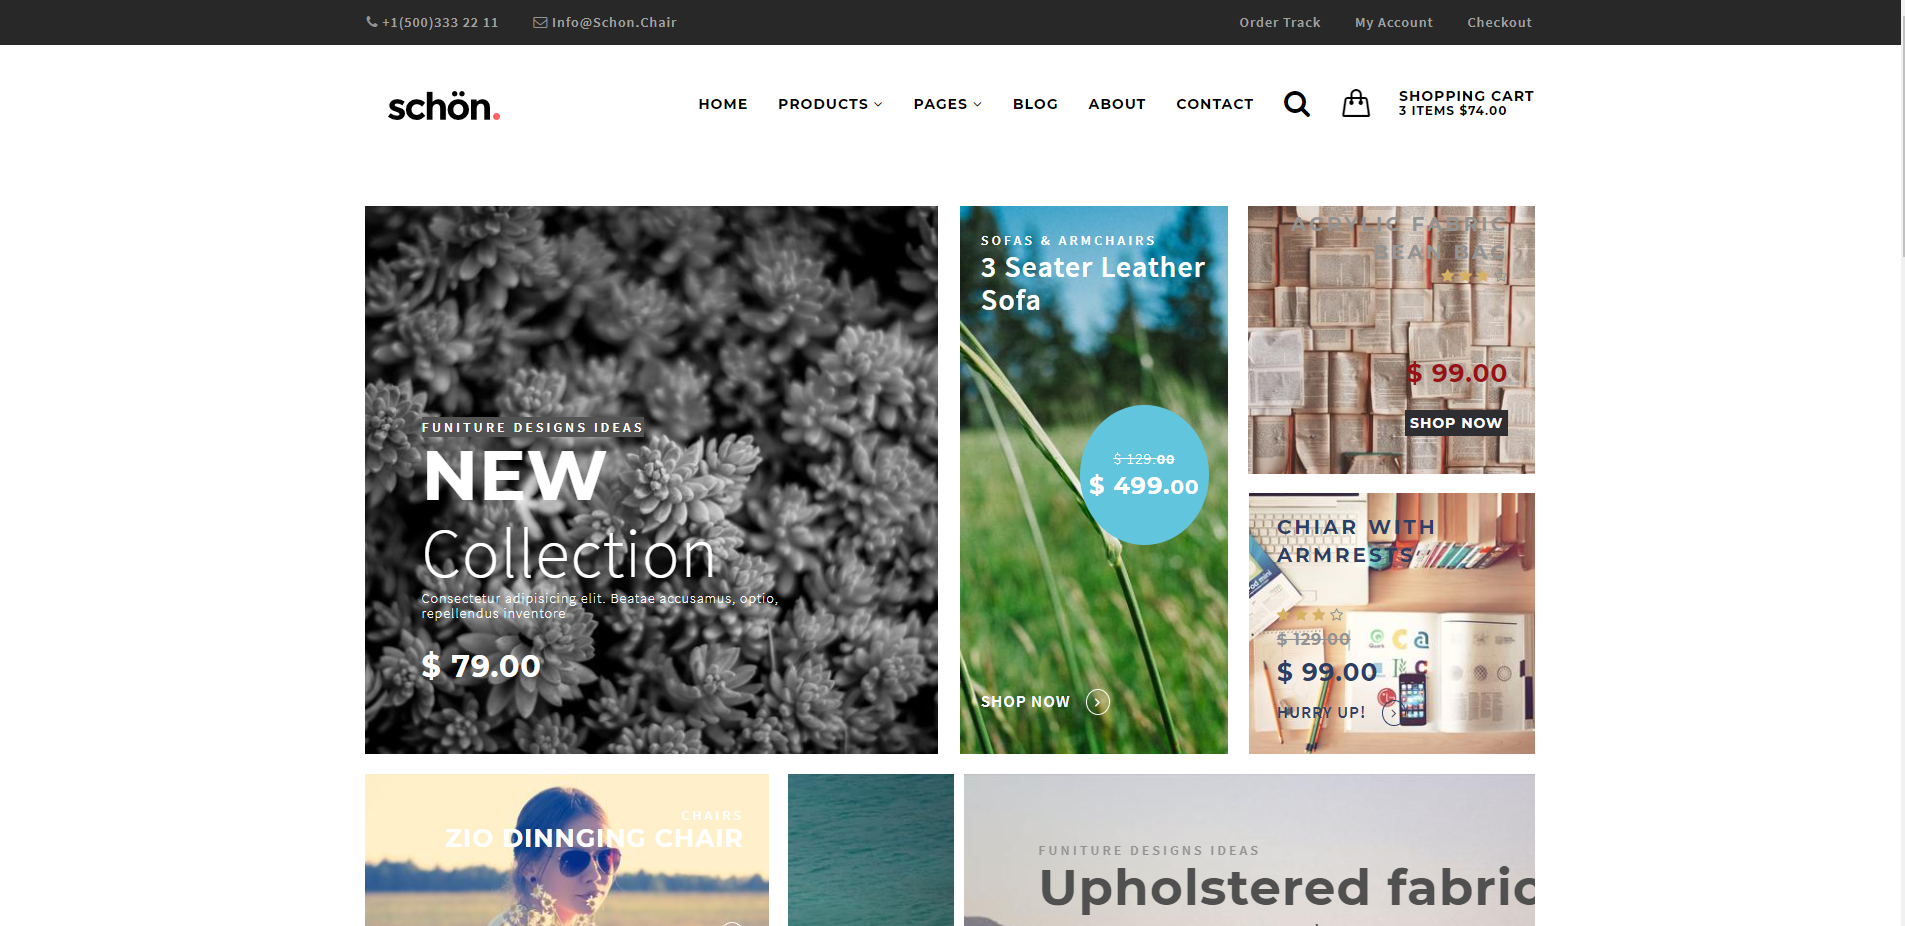 +1(500)333 22 11
Info@Schon.Chair
Order Track
My Account
Checkout
schön.
HOME
PRODUCTS
PAGES
BLOG
ABOUT
CONTACT
SHOPPING CART
3 ITEMS $74.00
FUNITURE DESIGNS IDEAS
NEW
Collection
Consectetur adipisicing elit. Beatae accusamus, optio,
repellendus inventore
$ 79.00
SOFAS & ARMCHAIRS
3 Seater Leather
Sofa
$ 129.00
$ 499.00
SHOP NOW
ACRYLIC FABRIC
BEAN BAG
$ 99.00
SHOP NOW
CHIAR WITH
ARMRESTS
$ 129.00
$ 99.00
HURRY UP!
CHAIRS
ZIO DINNGING CHAIR
FUNITURE DESIGNS IDEAS
Upholstered fabric